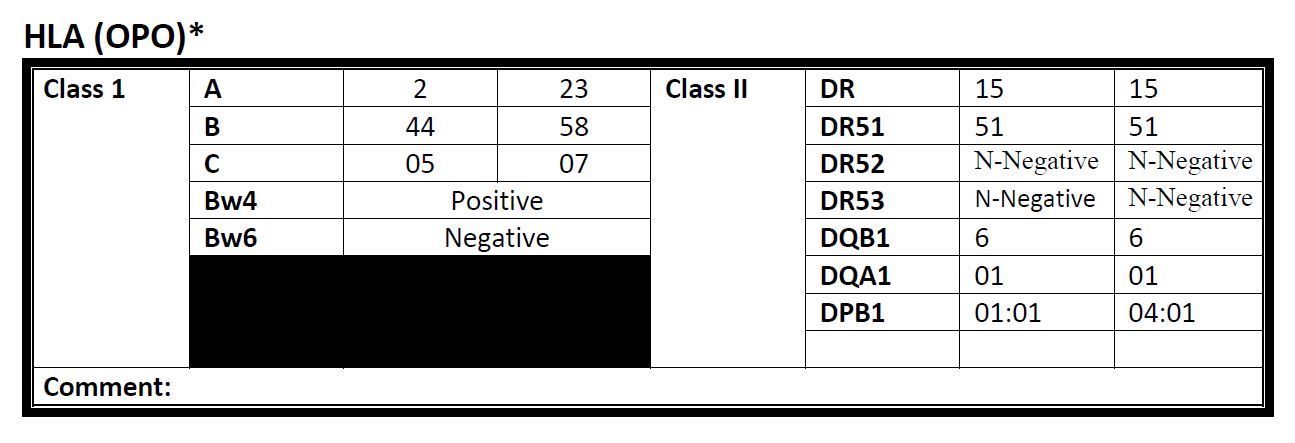 HLA (OPO)*
Class 1 A 2 23 Class II DR 15 15
B 44 58 DR51 51 51
C 05 07 DR52 N-Negative N-Negative
Bw4 Positive DR53 N-Negative N-Negative
Bw6 Negative DQB1 6 6
DQA1 01 01
DPB1 01:01 04:01
Comment: